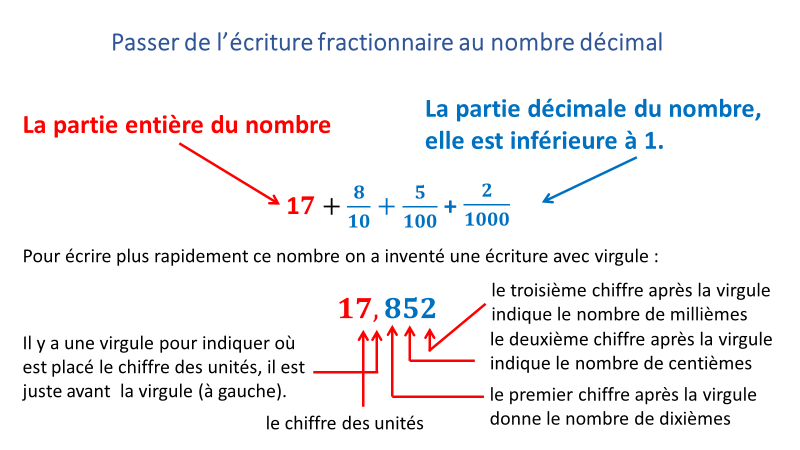 Passer de l’écriture fractionnaire au nombre décimal
La partie entière du nombre
La partie décimale du nombre,
elle est inférieure à 1.
17 + 8/10 + 5/100 + 2/1000
Pour écrire plus rapidement ce nombre on a inventé une écriture avec virgule :
17,852
le troisième chiffre après la virgule
indique le nombre de millièmes
le deuxième chiffre après la virgule
indique le nombre de centièmes
Il y a une virgule pour indiquer où
est placé le chiffre des unités, il est
juste avant la virgule (à gauche).
le premier chiffre après la virgule
donne le nombre de dixièmes
le chiffre des unités